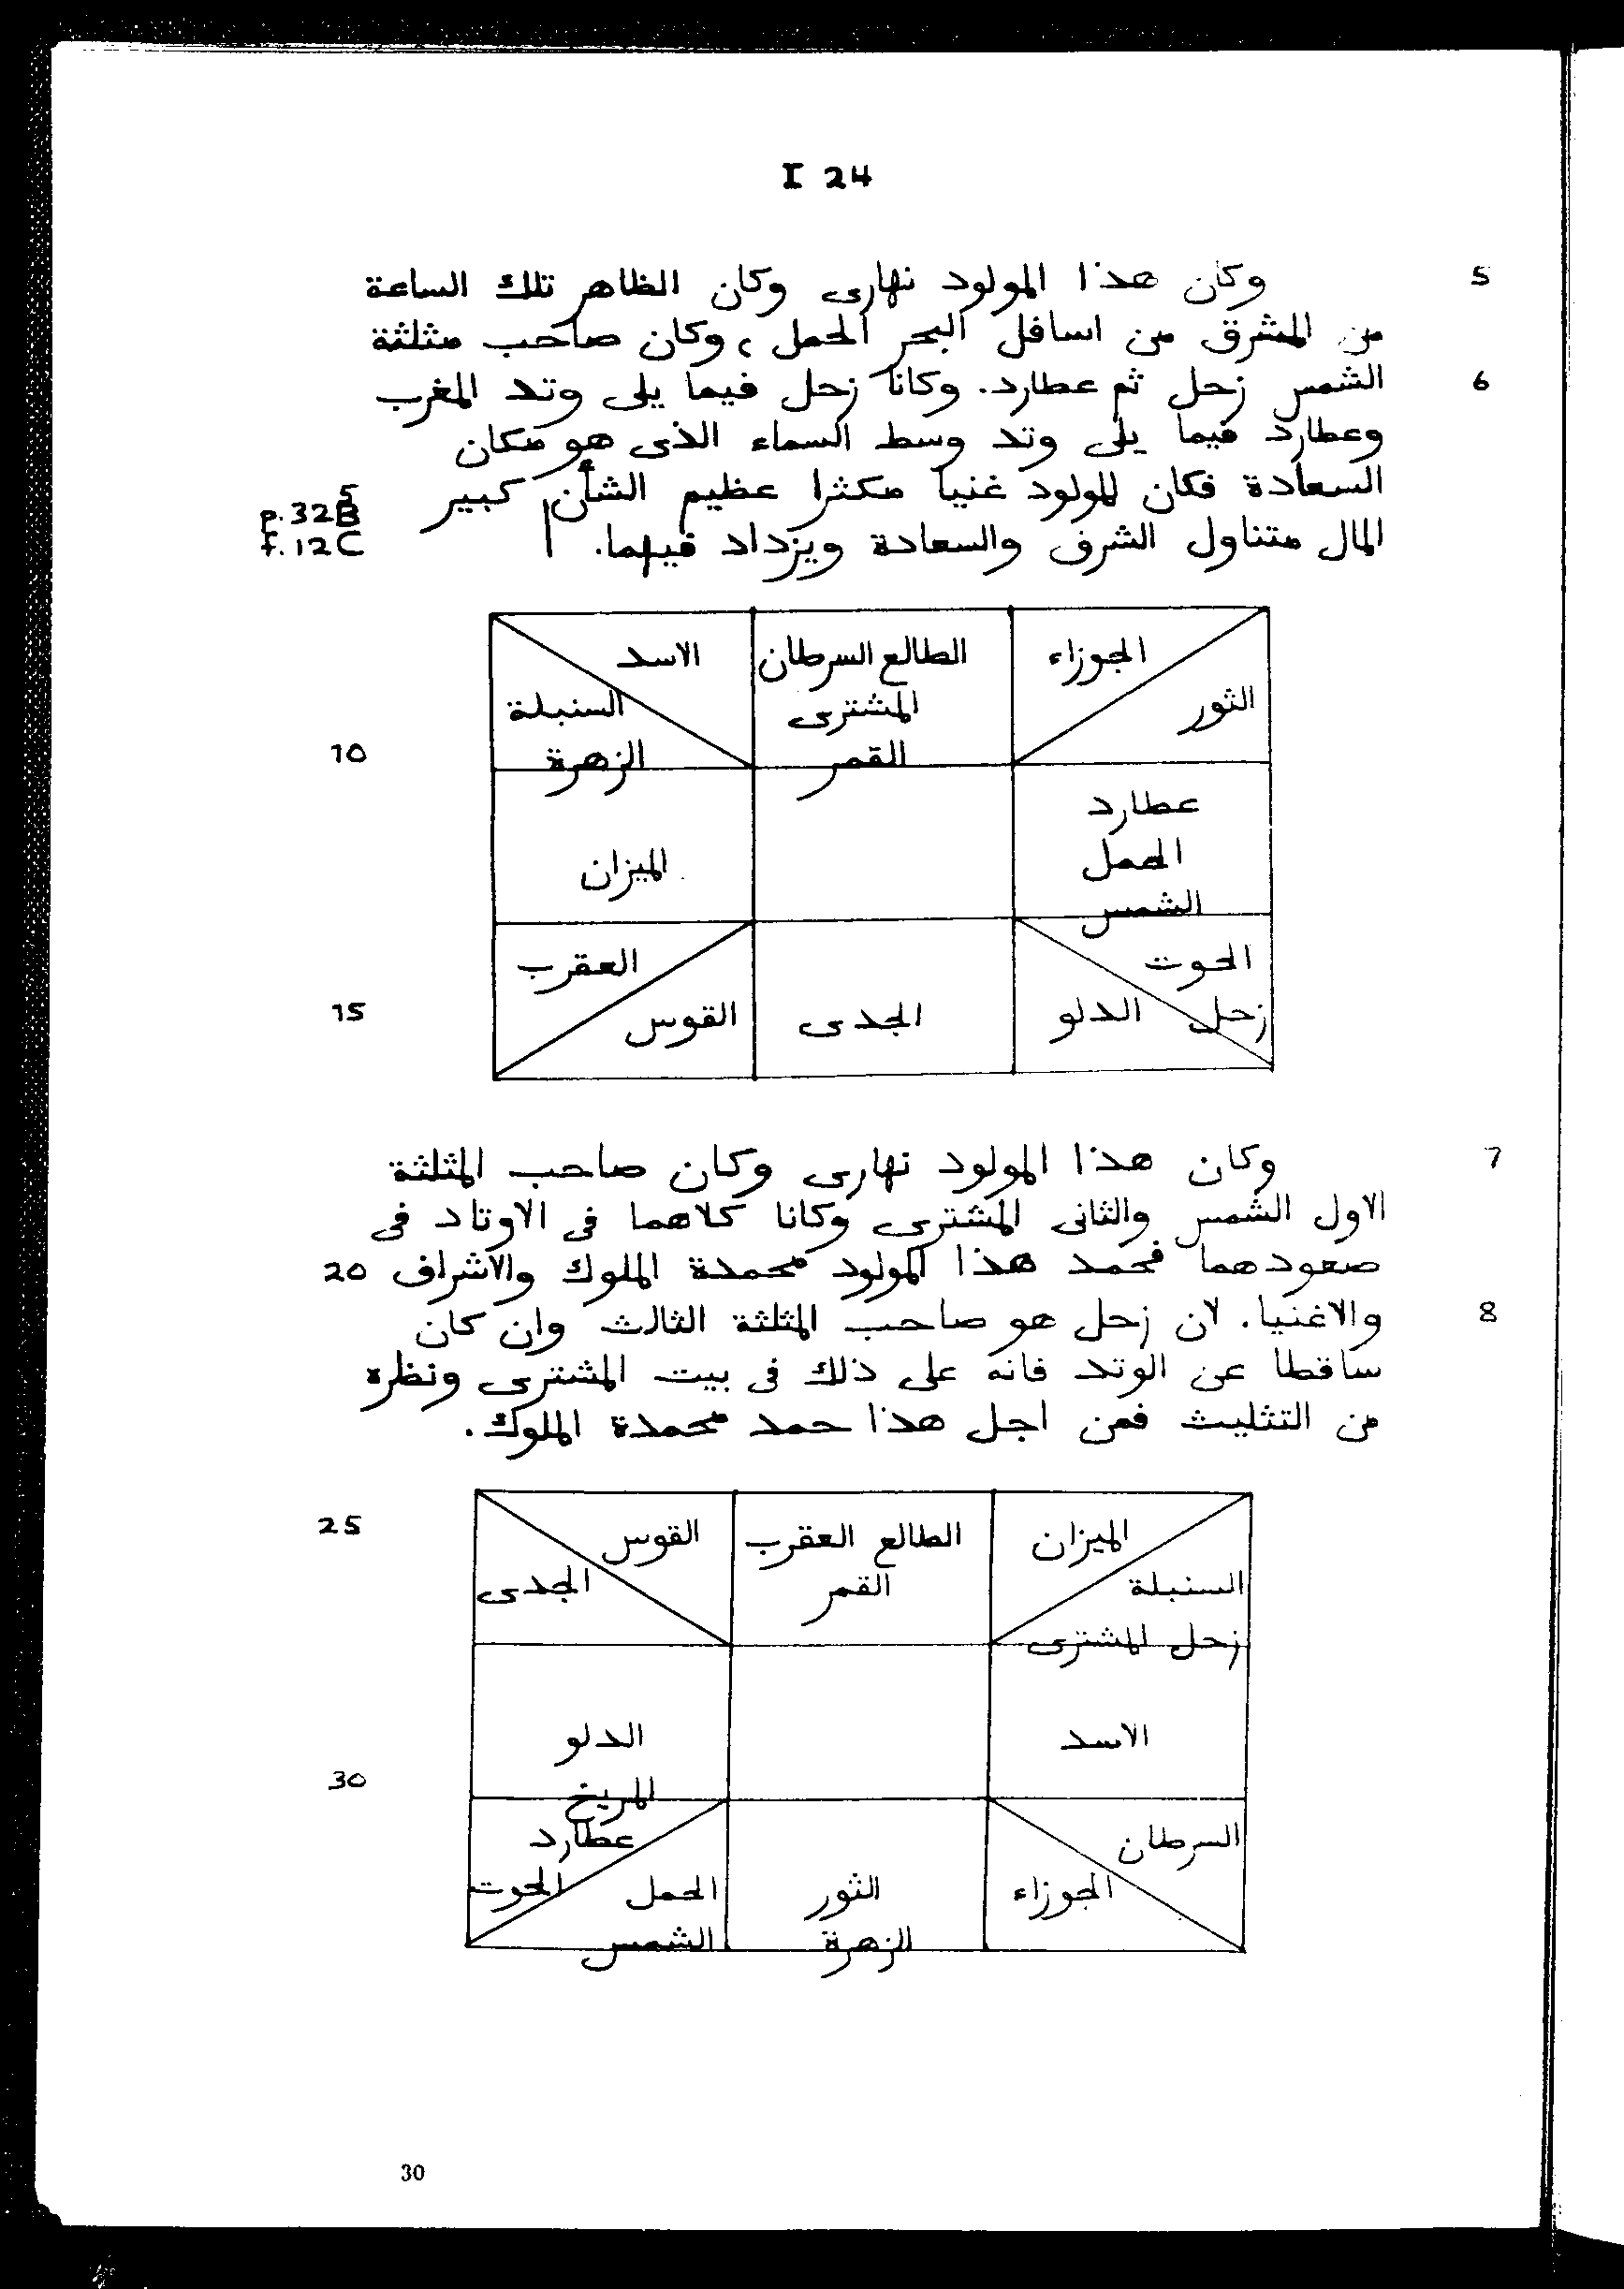 I 24
وكان هذا المولود نهارى وكان الظاهر تلك الساعة 5
من المشرق من اسافل البحر الحمل، وكان صاحب مثلثة
الشمس زحل ثم عطارد. وكانا زحل فيما يلى وتد المغرب 6
وعطارد فيما يلى وتد وسط السماء الذى هو مكان
السعادة فكان المولود غنيا مكثرا عظيم الشأن كبير 5
p. 32B
المال متناول الشرف والسعادة ويزداد فيهما.
f. 12C
الجوزاء الطالع السرطان الاسد
الثور المشترى السنبلة
القمر الزهرة 10
عطارد
الحمل الميزان
الشمس
الحوت العقرب
زحل الدلو الجدى القوس 15
وكان هذا المولود نهارى وكان صاحب المثلثة 7
الاول الشمس والثانى المشترى وكانا كلاهما فى الاوتاد فى
صعودهما فحمد هذا المولود محمدة الملوك والاشراف 20
والاغنيا. لان زحل هو صاحب المثلثة الثالث وان كان 8
ساقطا عن الوتد فانه على ذلك فى بيت المشترى ونظره
من التثليث فمن اجل هذا حمد محمدة الملوك.
الميزان الطالع العقرب القوس 25
السنبلة القمر الجدى
زحل المشترى
الاسد الدلو
المريخ 30
السرطان عطارد
الجوزاء الثور الحمل الحوت
الزهرة الشمس
30